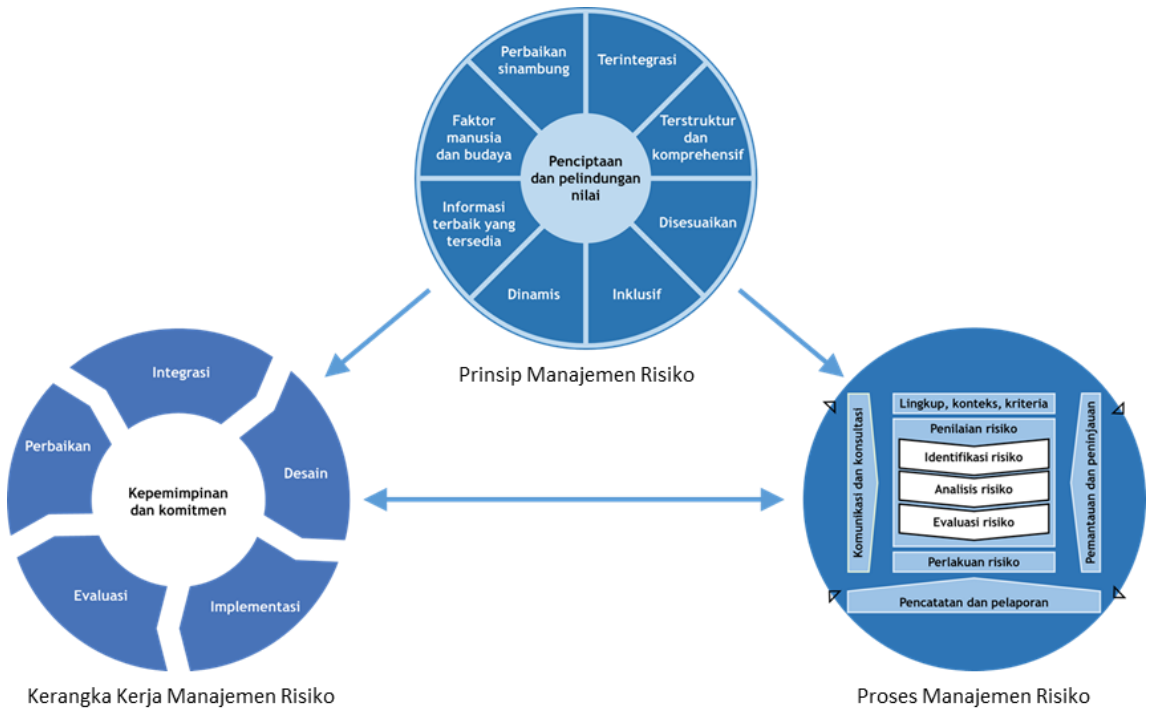 Perbaikan
sinambung
Terintegrasi
Terstruktur
dan
komprehensif
Disesuaikan
Inklusif
Dinamis
Informasi
terbaik yang
tersedia
Faktor
manusia
dan budaya
Penciptaan
dan pelindungan
nilai
Prinsip Manajemen Risiko
Integrasi
Desain
Implementasi
Evaluasi
Perbaikan
Kepemimpinan
dan komitmen
Kerangka Kerja Manajemen Risiko
Komunikasi dan konsultasi
Lingkup, konteks, kriteria
Penilaian risiko
Identifikasi risiko
Analisis risiko
Evaluasi risiko
Perlakuan risiko
Pemantauan dan peninjauan
Pencatatan dan pelaporan
Proses Manajemen Risiko